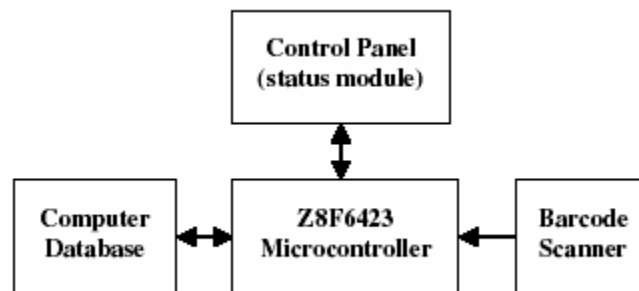 Control Panel
(status module)
Computer
Database
Z8F6423
Microcontroller
Barcode
Scanner